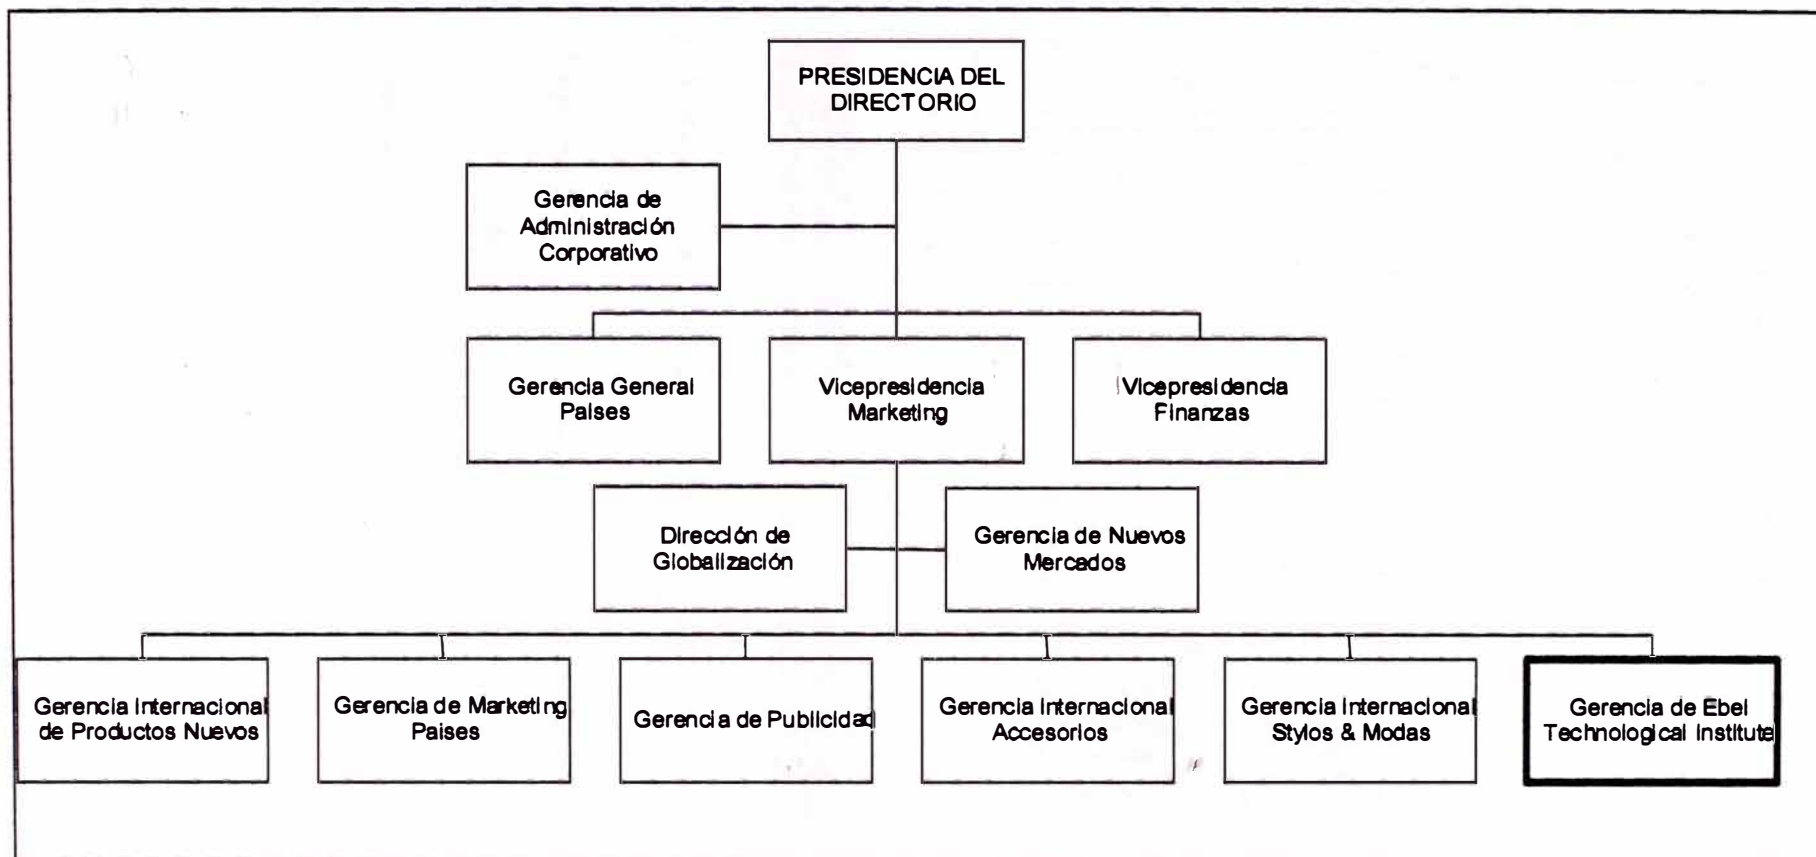 PRESIDENCIA DEL
DIRECTORIO
Gerencia de
Administración
Corporativo
Gerencia General
Paises
Vicepresidencia
Marketing
Vicepresidencia
Finanzas
Dirección de
Globalización
Gerencia de Nuevos
Mercados
Gerencia Internacional
de Productos Nuevos
Gerencia de Marketing
Paises
Gerencia de Publicidad
Gerencia Internacional
Accesorios
Gerencia Internacional
Stylos & Modas
Gerencia de Ebel
Technological Institute